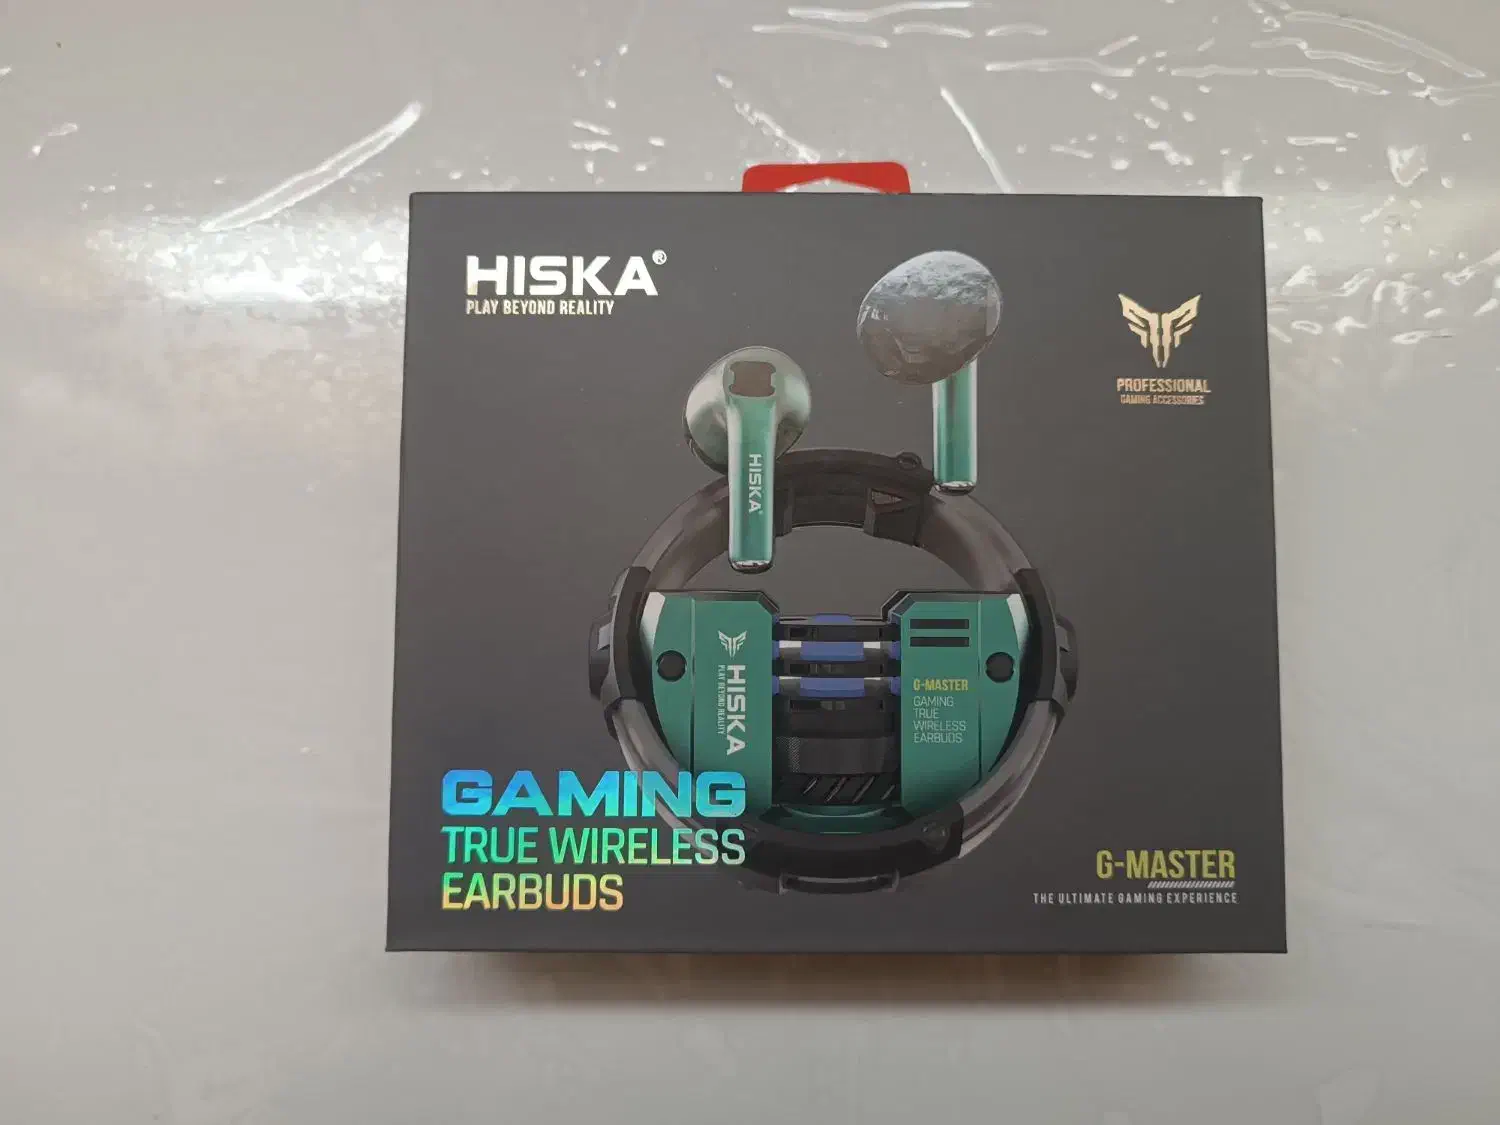 HISKA®
PLAY BEYOND REALITY
PROFESSIONAL
GAMING ACCESSORIES
HISKA
HISKA
PLAY BEYOND REALITY
G-MASTER
GAMING
TRUE
WIRELESS
EARBUDS
GAMING
TRUE WIRELESS
EARBUDS
G-MASTER
THE ULTIMATE GAMING EXPERIENCE